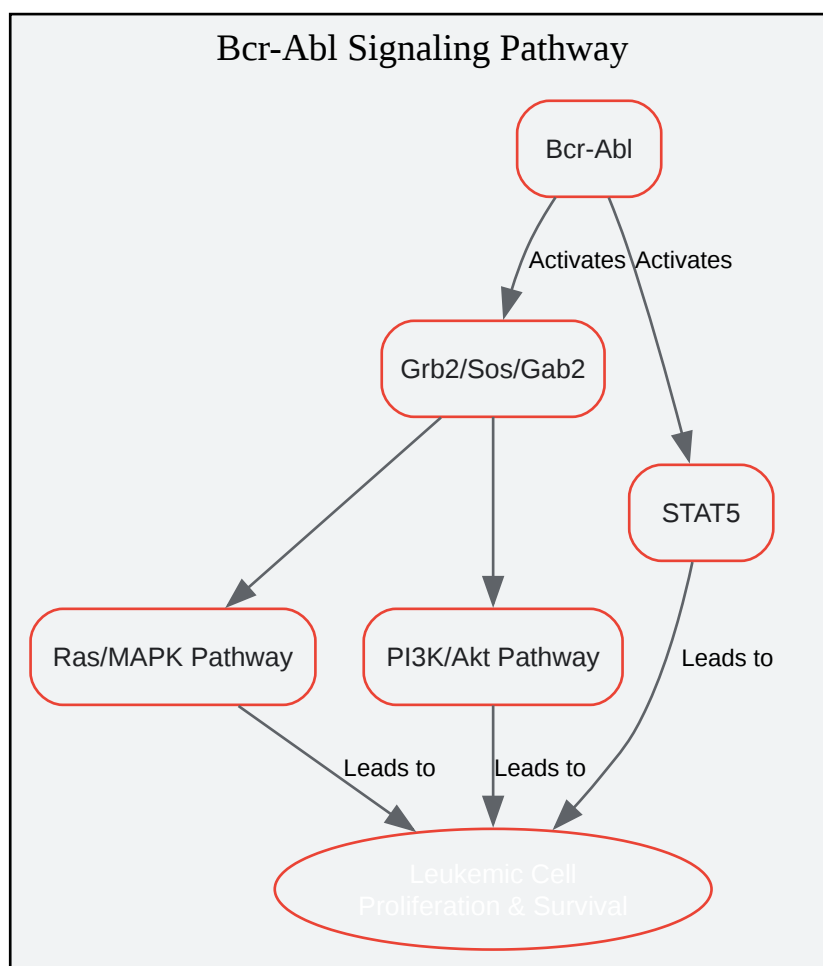 Bcr-Abl Signaling Pathway
Bcr-Abl
Activates
Activates
Grb2/Sos/Gab2
STAT5
Ras/MAPK Pathway
PI3K/Akt Pathway
Leads to
Leads to
Leads to
Leukemic Cell
Proliferation & Survival